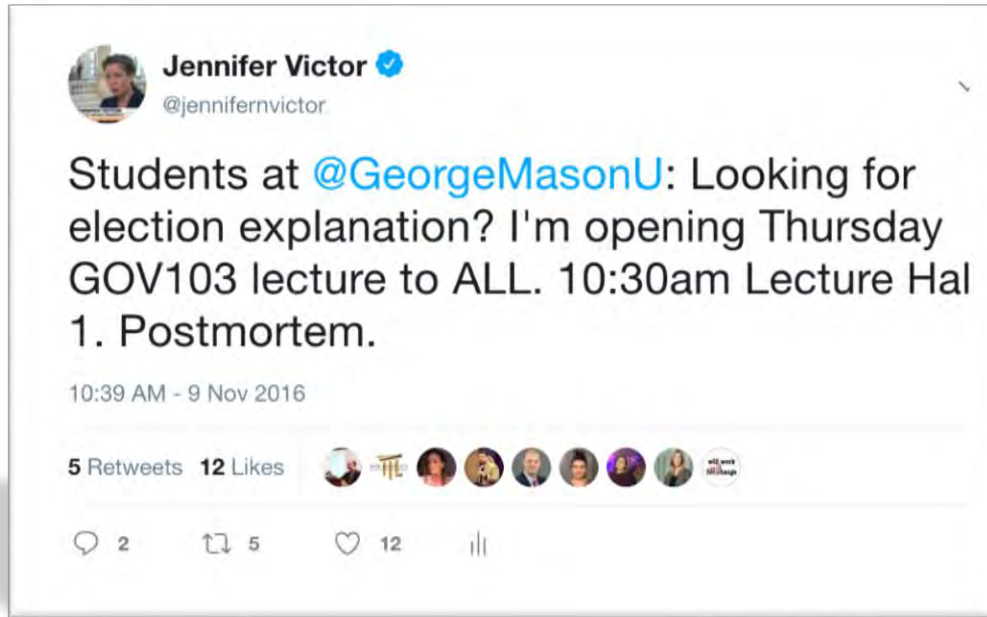 Jennifer Victor
@jennifernvictor
Students at @GeorgeMasonU: Looking for
election explanation? I'm opening Thursday
GOV103 lecture to ALL. 10:30am Lecture Hal
1. Postmortem.
10:39 AM - 9 Nov 2016
5 Retweets 12 Likes
2 5 12